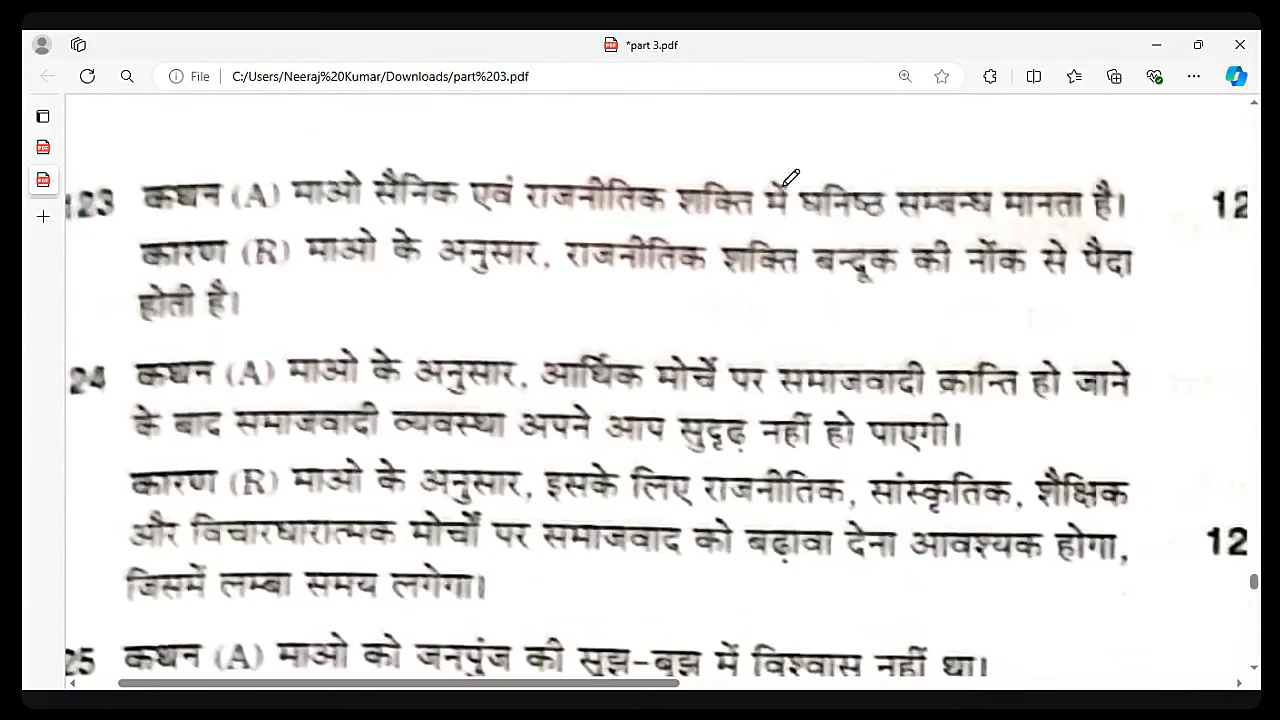 *part 3.pdf
File C:/Users/Neeraj%20Kumar/Downloads/part%203.pdf
123 कथन (A) माओ सैनिक एवं राजनीतिक शक्ति में घनिष्ठ सम्बन्ध मानता है। 12
कारण (R) माओ के अनुसार, राजनीतिक शक्ति बन्दूक की नोंक से पैदा
होती है।
24 कथन (A) माओ के अनुसार, आर्थिक मोर्चे पर समाजवादी क्रान्ति हो जाने
के बाद समाजवादी व्यवस्था अपने आप सुदृढ़ नहीं हो पाएगी।
कारण (R) माओ के अनुसार, इसके लिए राजनीतिक, सांस्कृतिक, शैक्षिक
और विचारधारात्मक मोर्चों पर समाजवाद को बढ़ावा देना आवश्यक होगा, 12
जिसमें लम्बा समय लगेगा।
25 कथन (A) माओ को जनपुंज की सूझ-बूझ में विश्वास नहीं था।